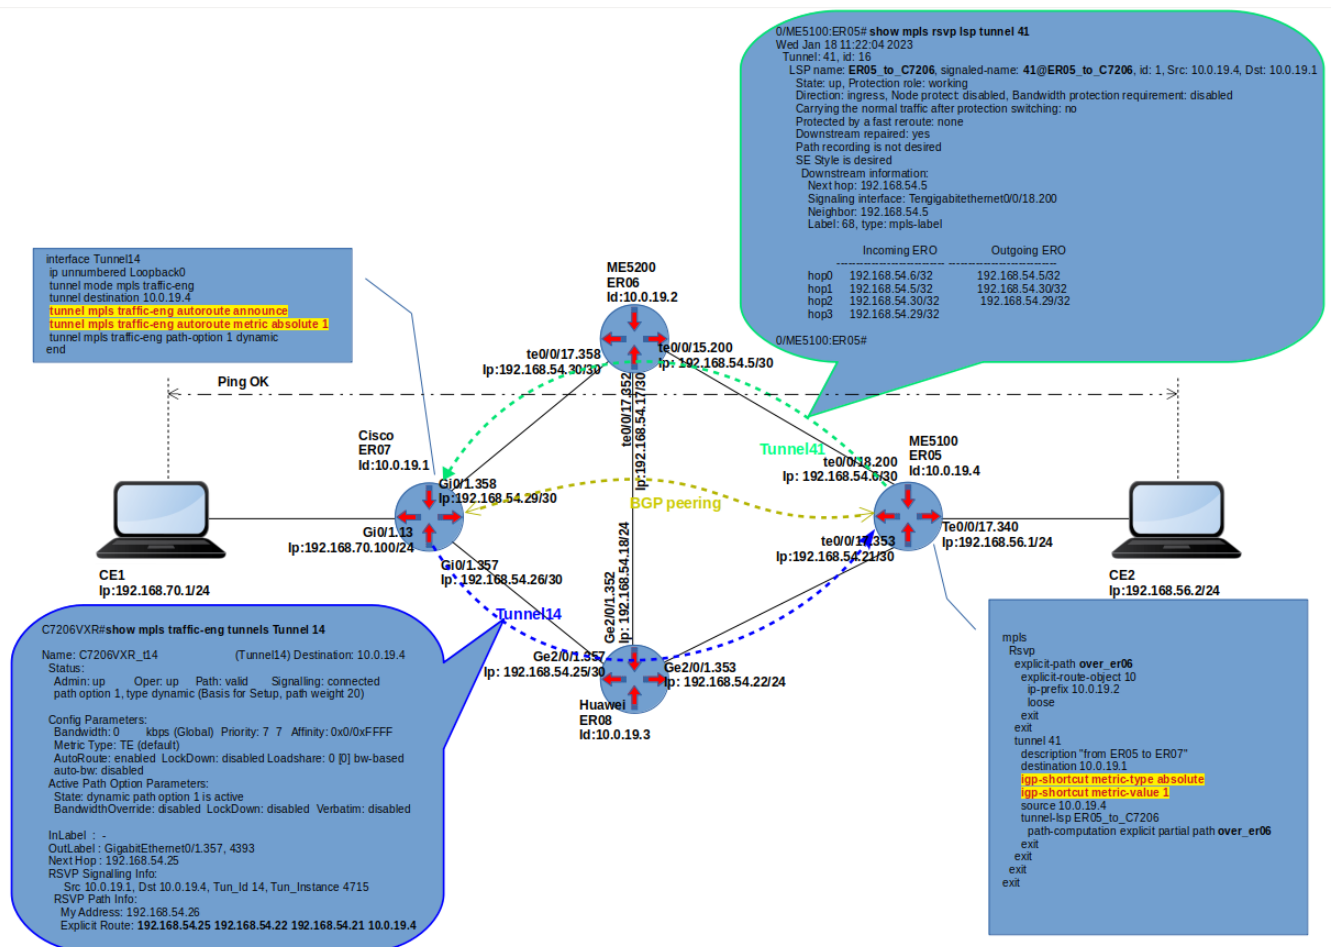 0/ME5100:ER05# show mpls rsvp lsp tunnel 41
Wed Jan 18 11:22:04 2023
Tunnel: 41, id: 16
LSP name: ER05_to_C7206, signaled-name: 41@ER05_to_C7206, id: 1, Src: 10.0.19.4, Dst: 10.0.19.1
State: up, Protection role: working
Direction: ingress, Node protect disabled, Bandwidth protection requirement: disabled
Carrying the normal traffic after protection switching: no
Protected by a fast reroute: none
Downstream repaired: yes
Path recording is not desired
SE Style is desired
Downstream information:
Next hop: 192.168.54.5
Signaling interface: Tengigabitethernet0/0/18.200
Neighbor: 192.168.54.5
Label: 68, type: mpls-label
Incoming ERO Outgoing ERO
---------------------------- ----------------------------
hop0 192.168.54.6/32 192.168.54.5/32
hop1 192.168.54.5/32 192.168.54.30/32
hop2 192.168.54.30/32 192.168.54.29/32
hop3 192.168.54.29/32
0/ME5100:ER05#
interface Tunnel14
ip unnumbered Loopback0
tunnel mode mpls traffic-eng
tunnel destination 10.0.19.4
tunnel mpls traffic-eng autoroute announce
tunnel mpls traffic-eng autoroute metric absolute 1
tunnel mpls traffic-eng path-option 1 dynamic
end
ME5200
ER06
Id:10.0.19.2
te0/0/17.358
Ip:192.168.54.30/30
te0/0/15.200
Ip: 192.168.54.5/30
te0/0/17.352
Ip:192.168.54.17/30
Ping OK
Cisco
ER07
Id:10.0.19.1
Tunnel41
ME5100
ER05
Id:10.0.19.4
te0/0/18.200
Ip: 192.168.54.6/30
Gi0/1.358
Ip:192.168.54.29/30
BGP peering
Gi0/1.13
Ip:192.168.70.100/24
Te0/0/17.340
Ip:192.168.56.1/24
te0/0/17.353
Ip:192.168.54.21/30
Gi0/1.357
Ip: 192.168.54.26/30
Ge2/0/1.352
Ip: 192.168.54.18/24
CE1
Ip:192.168.70.1/24
CE2
Ip:192.168.56.2/24
Tunnel14
Ge2/0/1.357
Ip: 192.168.54.25/30
Ge2/0/1.353
Ip: 192.168.54.22/24
Huawei
ER08
Id:10.0.19.3
C7206VXR#show mpls traffic-eng tunnels Tunnel 14
Name: C7206VXR_t14 (Tunnel14) Destination: 10.0.19.4
Status:
Admin: up Oper: up Path: valid Signalling: connected
path option 1, type dynamic (Basis for Setup, path weight 20)
Config Parameters:
Bandwidth: 0 kbps (Global) Priority: 7 7 Affinity: 0x0/0xFFFF
Metric Type: TE (default)
AutoRoute: enabled LockDown: disabled Loadshare: 0 [0] bw-based
auto-bw: disabled
Active Path Option Parameters:
State: dynamic path option 1 is active
BandwidthOverride: disabled LockDown: disabled Verbatim: disabled
InLabel : -
OutLabel : GigabitEthernet0/1.357, 4393
Next Hop : 192.168.54.25
RSVP Signalling Info:
Src 10.0.19.1, Dst 10.0.19.4, Tun_Id 14, Tun_Instance 4715
RSVP Path Info:
My Address: 192.168.54.26
Explicit Route: 192.168.54.25 192.168.54.22 192.168.54.21 10.0.19.4
mpls
Rsvp
explicit-path over_er06
explicit-route-object 10
ip-prefix 10.0.19.2
loose
exit
exit
tunnel 41
description "from ER05 to ER07"
destination 10.0.19.1
igp-shortcut metric-type absolute
igp-shortcut metric-value 1
source 10.0.19.4
tunnel-lsp ER05_to_C7206
path-computation explicit partial path over_er06
exit
exit
exit
exit